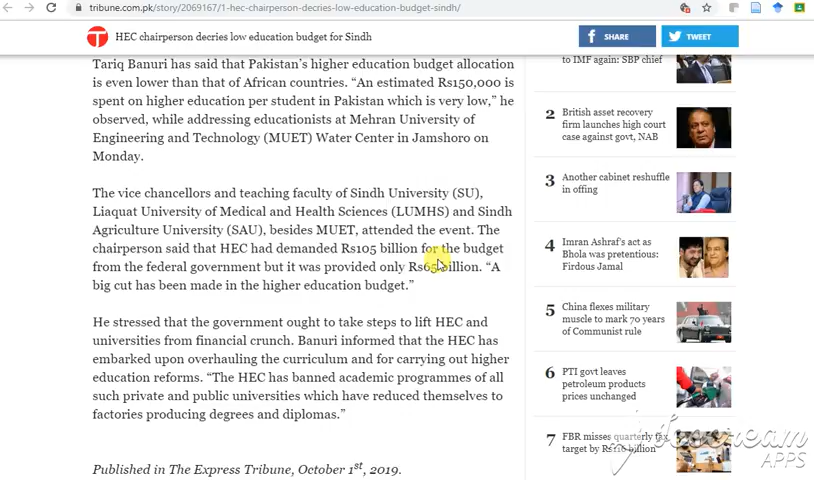 tribune.com.pk/story/2069167/1-hec-chairperson-decries-low-education-budget-sindh/
HEC chairperson decries low education budget for Sindh
SHARE
TWEET
Tariq Banuri has said that Pakistan's higher education budget allocation
is even lower than that of African countries. “An estimated Rs150,000 is
spent on higher education per student in Pakistan which is very low,” he
observed, while addressing educationists at Mehran University of
Engineering and Technology (MUET) Water Center in Jamshoro on
Monday.
The vice chancellors and teaching faculty of Sindh University (SU),
Liaquat University of Medical and Health Sciences (LUMHS) and Sindh
Agriculture University (SAU), besides MUET, attended the event. The
chairperson said that HEC had demanded Rs105 billion for the budget
from the federal government but it was provided only Rs65 billion. “A
big cut has been made in the higher education budget.”
He stressed that the government ought to take steps to lift HEC and
universities from financial crunch. Banuri informed that the HEC has
embarked upon overhauling the curriculum and for carrying out higher
education reforms. “The HEC has banned academic programmes of all
such private and public universities which have reduced themselves to
factories producing degrees and diplomas.”
Published in The Express Tribune, October 1st, 2019.
to IMF again: SBP chief
2
British asset recovery
firm launches high court
case against govt, NAB
3
Another cabinet reshuffle
in offing
4
Imran Ashraf's act as
Bhola was pretentious:
Firdous Jamal
5
China flexes military
muscle to mark 70 years
of Communist rule
6
PTI govt leaves
petroleum products
prices unchanged
7
FBR misses quarterly tax
target by Rs116 billion
APPS